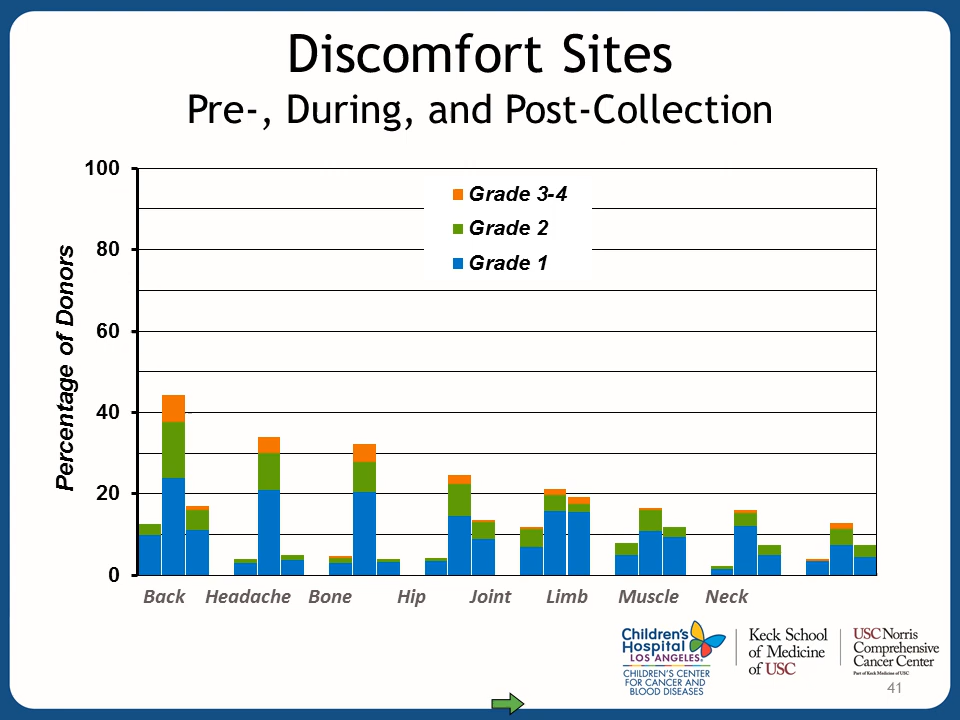 Discomfort Sites
Pre-, During, and Post-Collection
100
80
60
40
20
0
Percentage of Donors
Grade 3-4
Grade 2
Grade 1
Back Headache Bone Hip Joint Limb Muscle Neck
Children's
Hospital
LOS ANGELES
CHILDREN'S CENTER
FOR CANCER AND
BLOOD DISEASES
Keck School
of Medicine
of USC
USC Norris
Comprehensive
Cancer Center
Part of Keck Medicine of USC
41